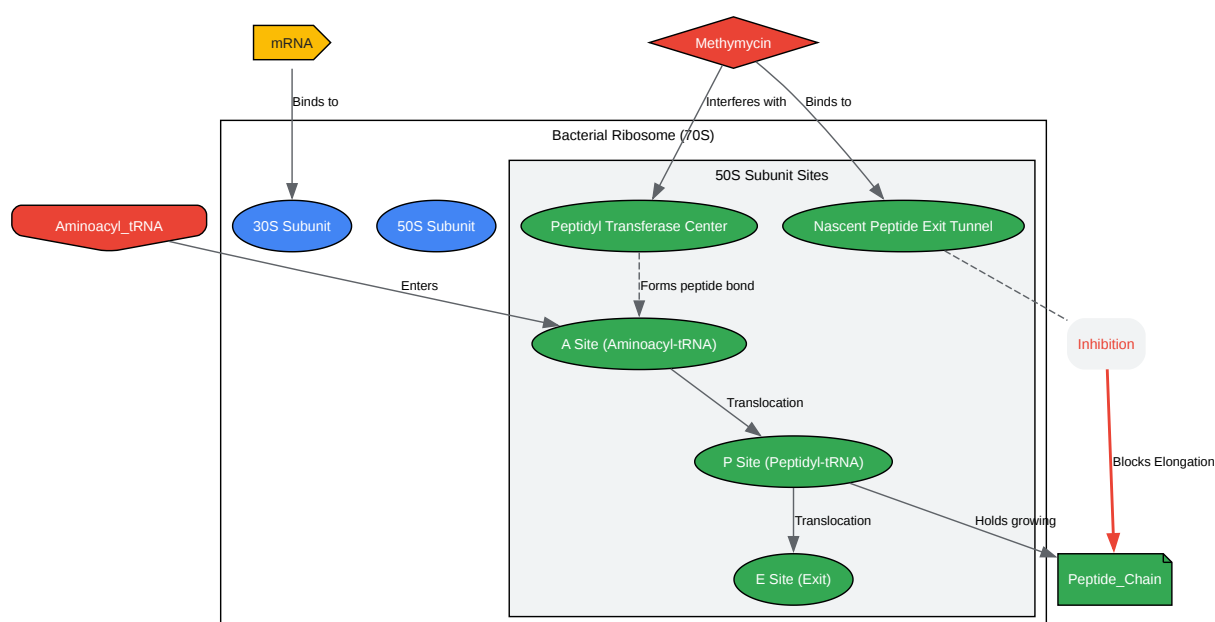 mRNA
Methymycin
Binds to
Interferes with
Binds to
Bacterial Ribosome (70S)
50S Subunit Sites
Aminoacyl_tRNA
30S Subunit
50S Subunit
Peptidyl Transferase Center
Nascent Peptide Exit Tunnel
Enters
Forms peptide bond
A Site (Aminoacyl-tRNA)
Inhibition
Translocation
P Site (Peptidyl-tRNA)
Blocks Elongation
Translocation
Holds growing
E Site (Exit)
Peptide_Chain